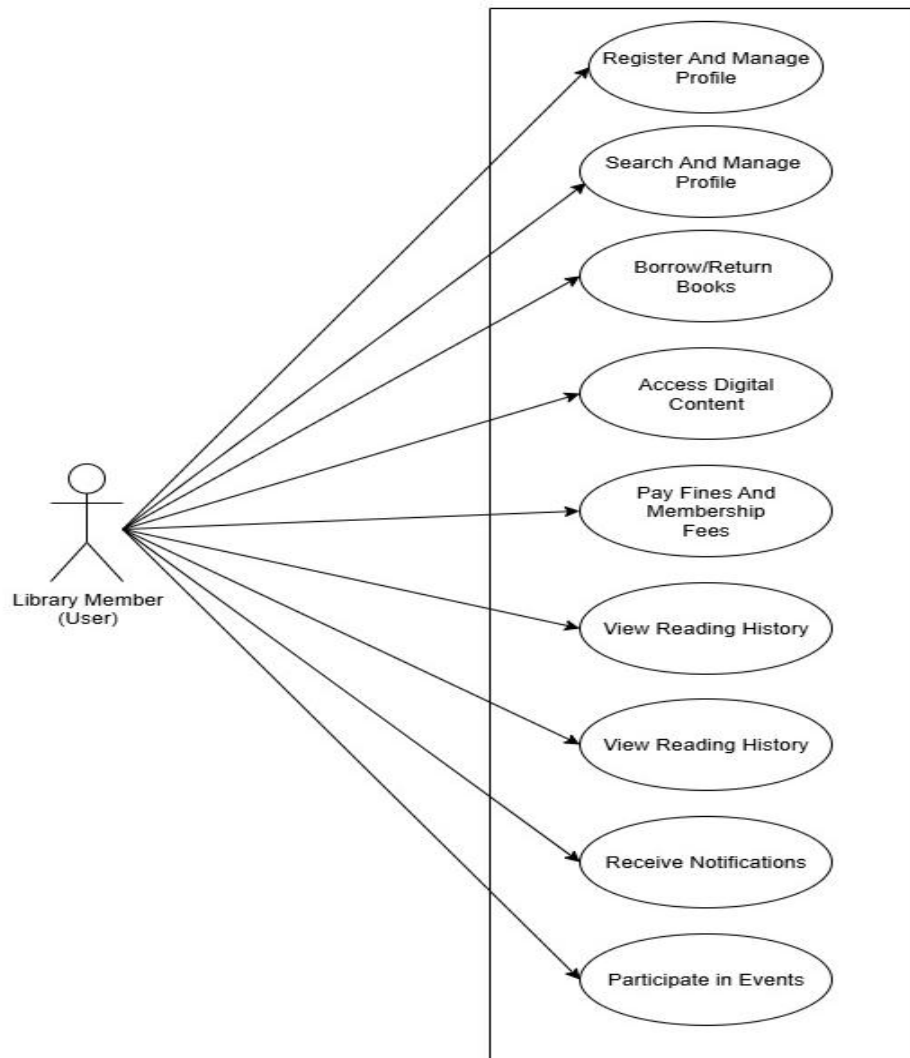 Register And Manage
Profile
Search And Manage
Profile
Borrow/Return
Books
Access Digital
Content
Pay Fines And
Membership
Fees
Library Member
(User)
View Reading History
View Reading History
Receive Notifications
Participate in Events